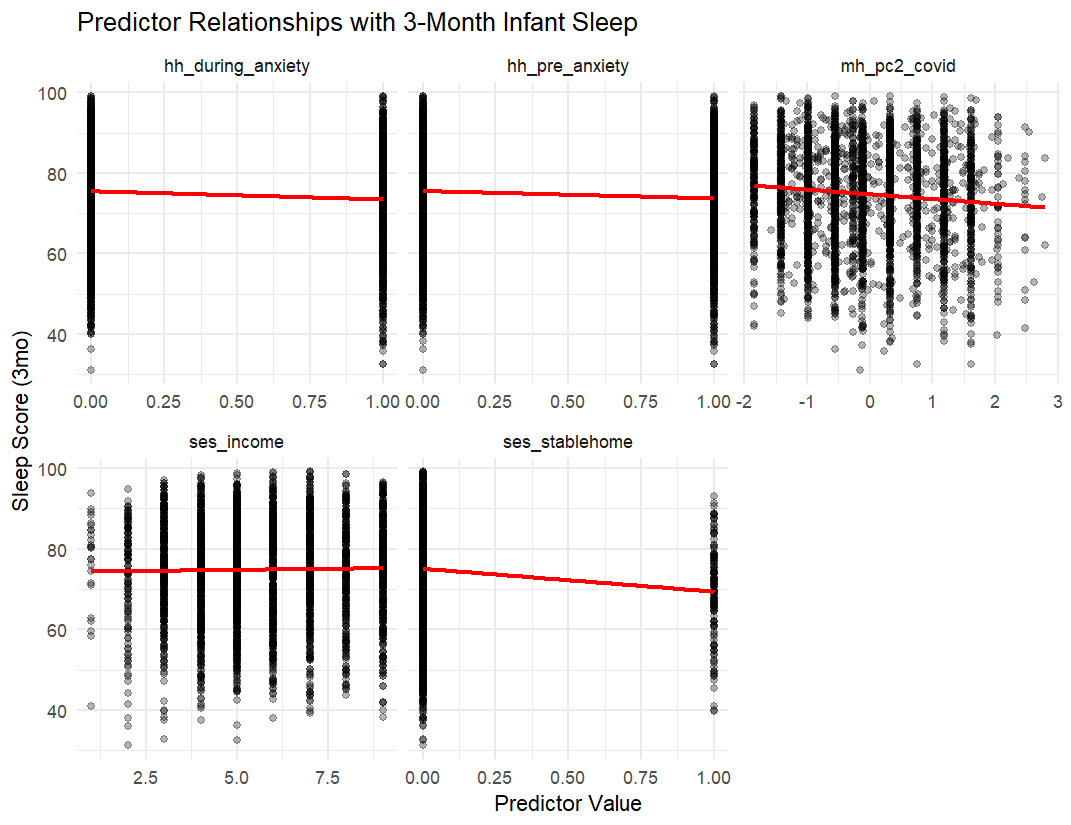 Predictor Relationships with 3-Month Infant Sleep
hh_during_anxiety hh_pre_anxiety mh_pc2_covid
100
80
60
40
0.00 0.25 0.50 0.75 1.00 0.00 0.25 0.50 0.75 1.00 -2 -1 0 1 2 3
ses_income ses_stablehome
100
80
60
40
2.5 5.0 7.5 0.00 0.25 0.50 0.75 1.00
Sleep Score (3mo)
Predictor Value